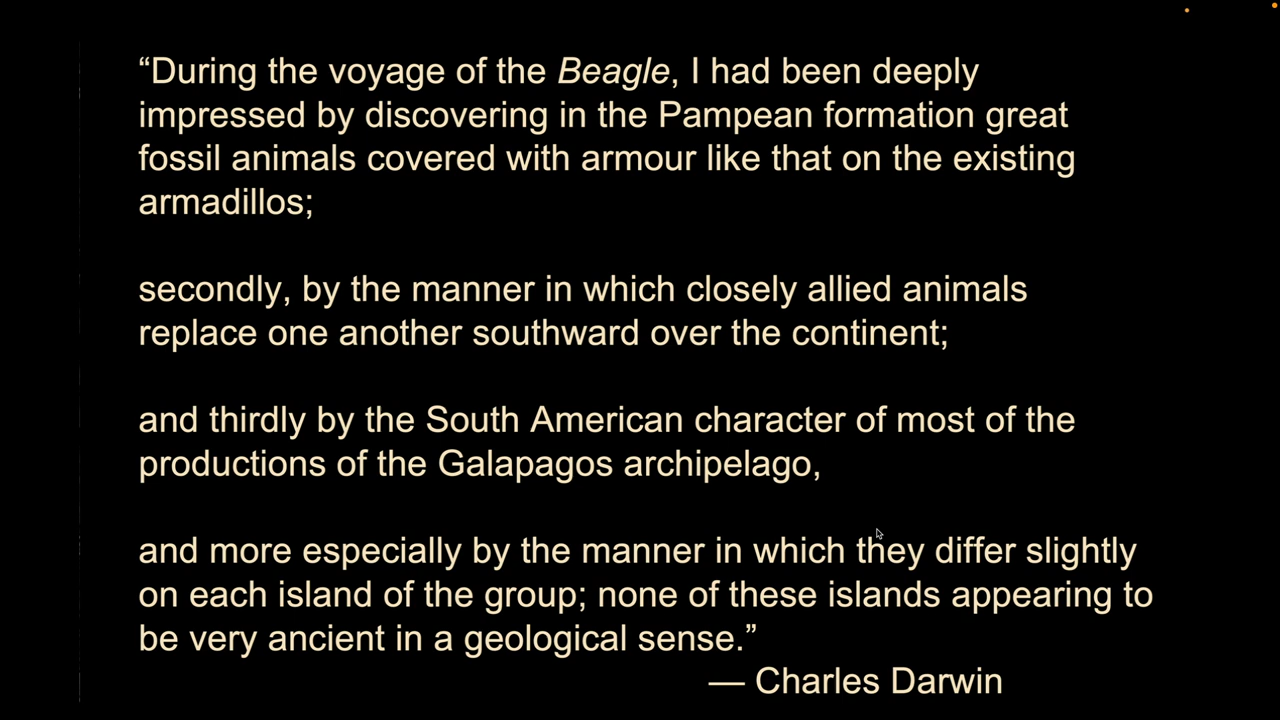 “During the voyage of the Beagle, I had been deeply
impressed by discovering in the Pampean formation great
fossil animals covered with armour like that on the existing
armadillos;
secondly, by the manner in which closely allied animals
replace one another southward over the continent;
and thirdly by the South American character of most of the
productions of the Galapagos archipelago,
and more especially by the manner in which they differ slightly
on each island of the group; none of these islands appearing to
be very ancient in a geological sense.”
— Charles Darwin